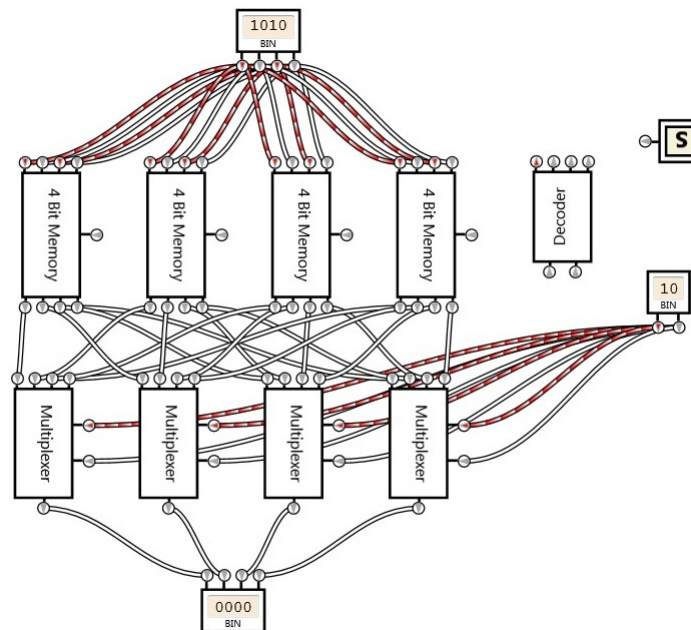 1010
BIN
4 Bit Memory
4 Bit Memory
4 Bit Memory
4 Bit Memory
Decoder
S
10
BIN
Multiplexer
Multiplexer
Multiplexer
Multiplexer
0000
BIN